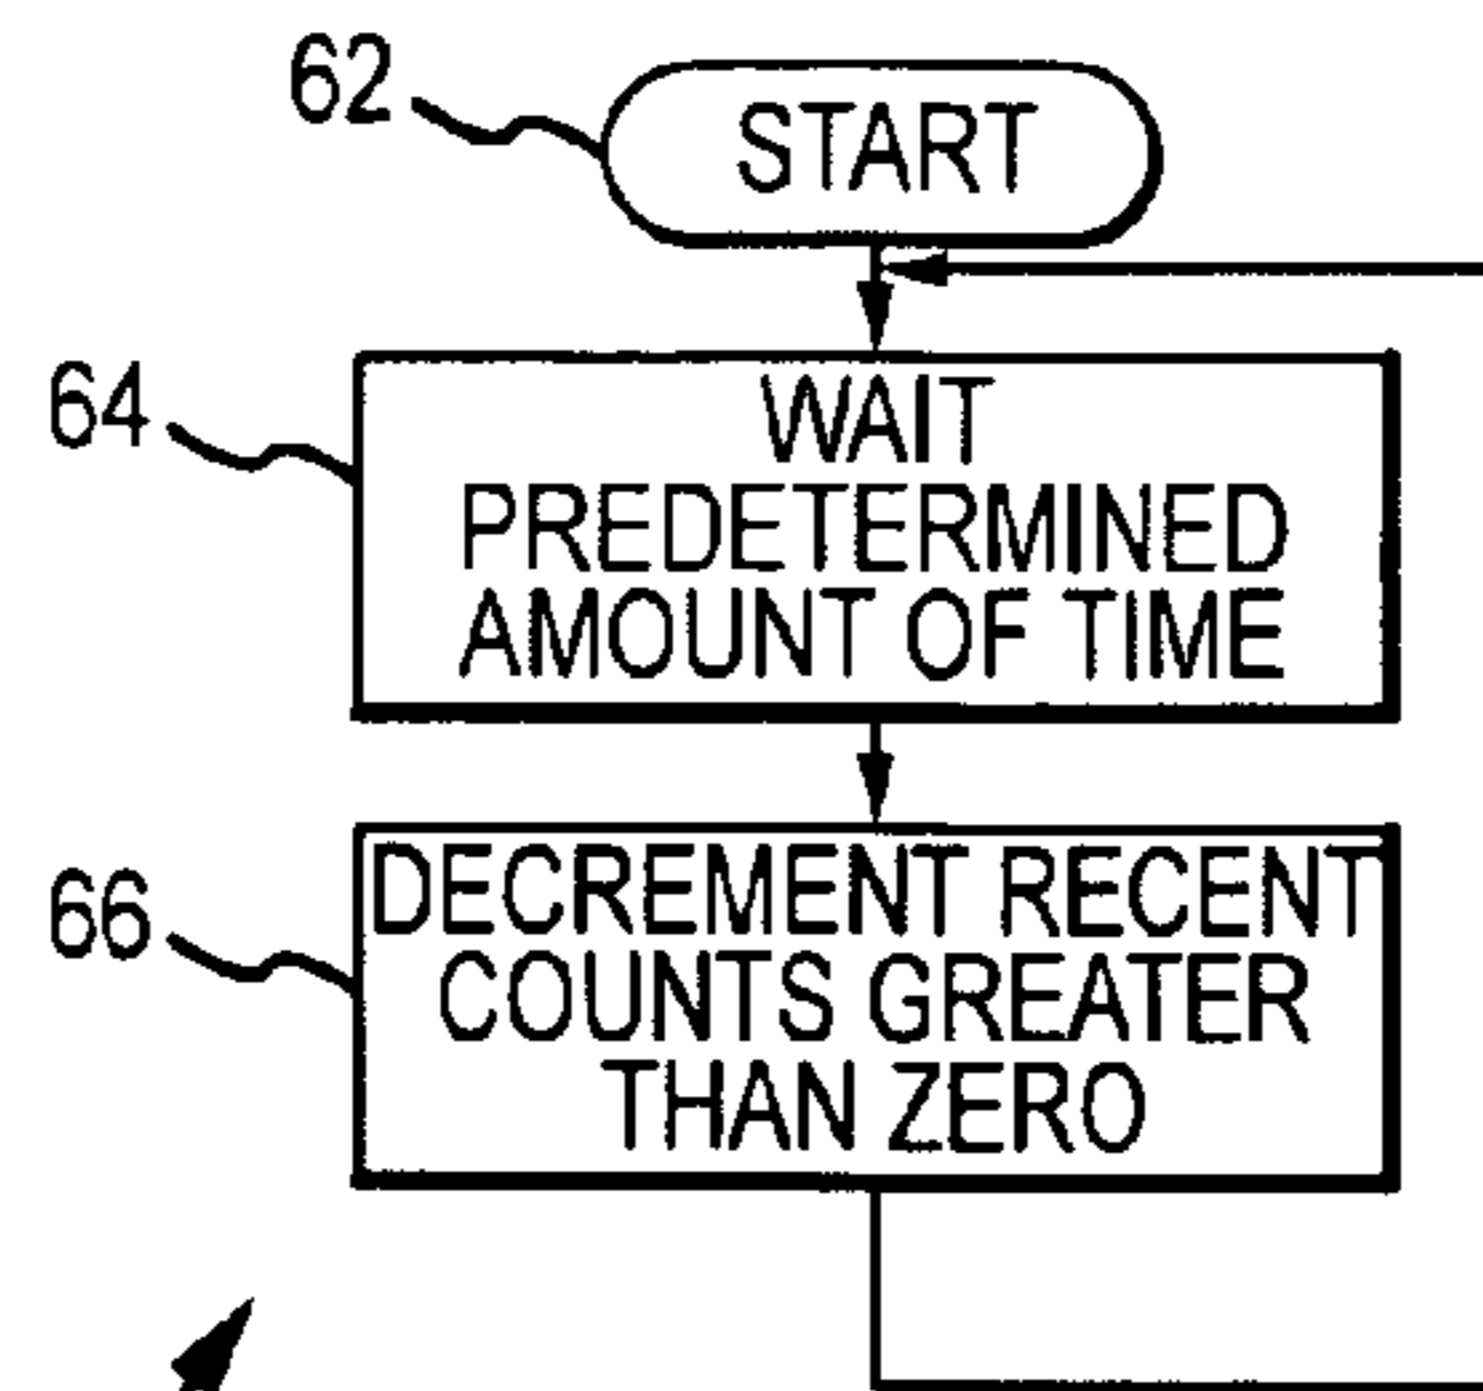 62
START
64
WAIT
PREDETERMINED
AMOUNT OF TIME
66
DECREMENT RECENT
COUNTS GREATER
THAN ZERO